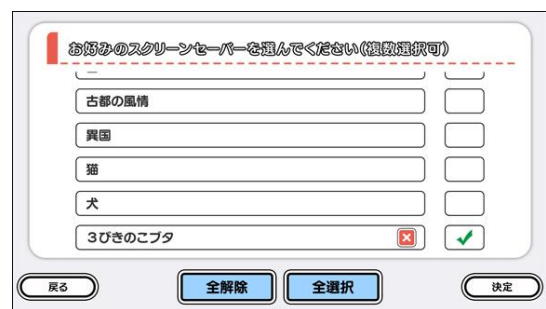 お好みのスクリーンセーバーを選んでください(複数選択可)
古都の風情
異国
猫
犬
3びきのこブタ
戻る
全解除
全選択
決定